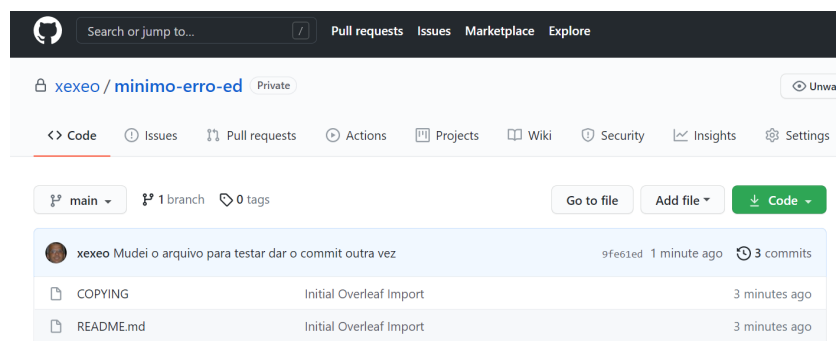 Search or jump to... / Pull requests Issues Marketplace Explore
xexeo / minimo-erro-ed Private Unwa
<> Code Issues Pull requests Actions Projects Wiki Security Insights Settings
main 1 branch 0 tags Go to file Add file Code
xexeo Mudei o arquivo para testar dar o commit outra vez 9fe61ed 1 minute ago 3 commits
COPYING Initial Overleaf Import 3 minutes ago
README.md Initial Overleaf Import 3 minutes ago